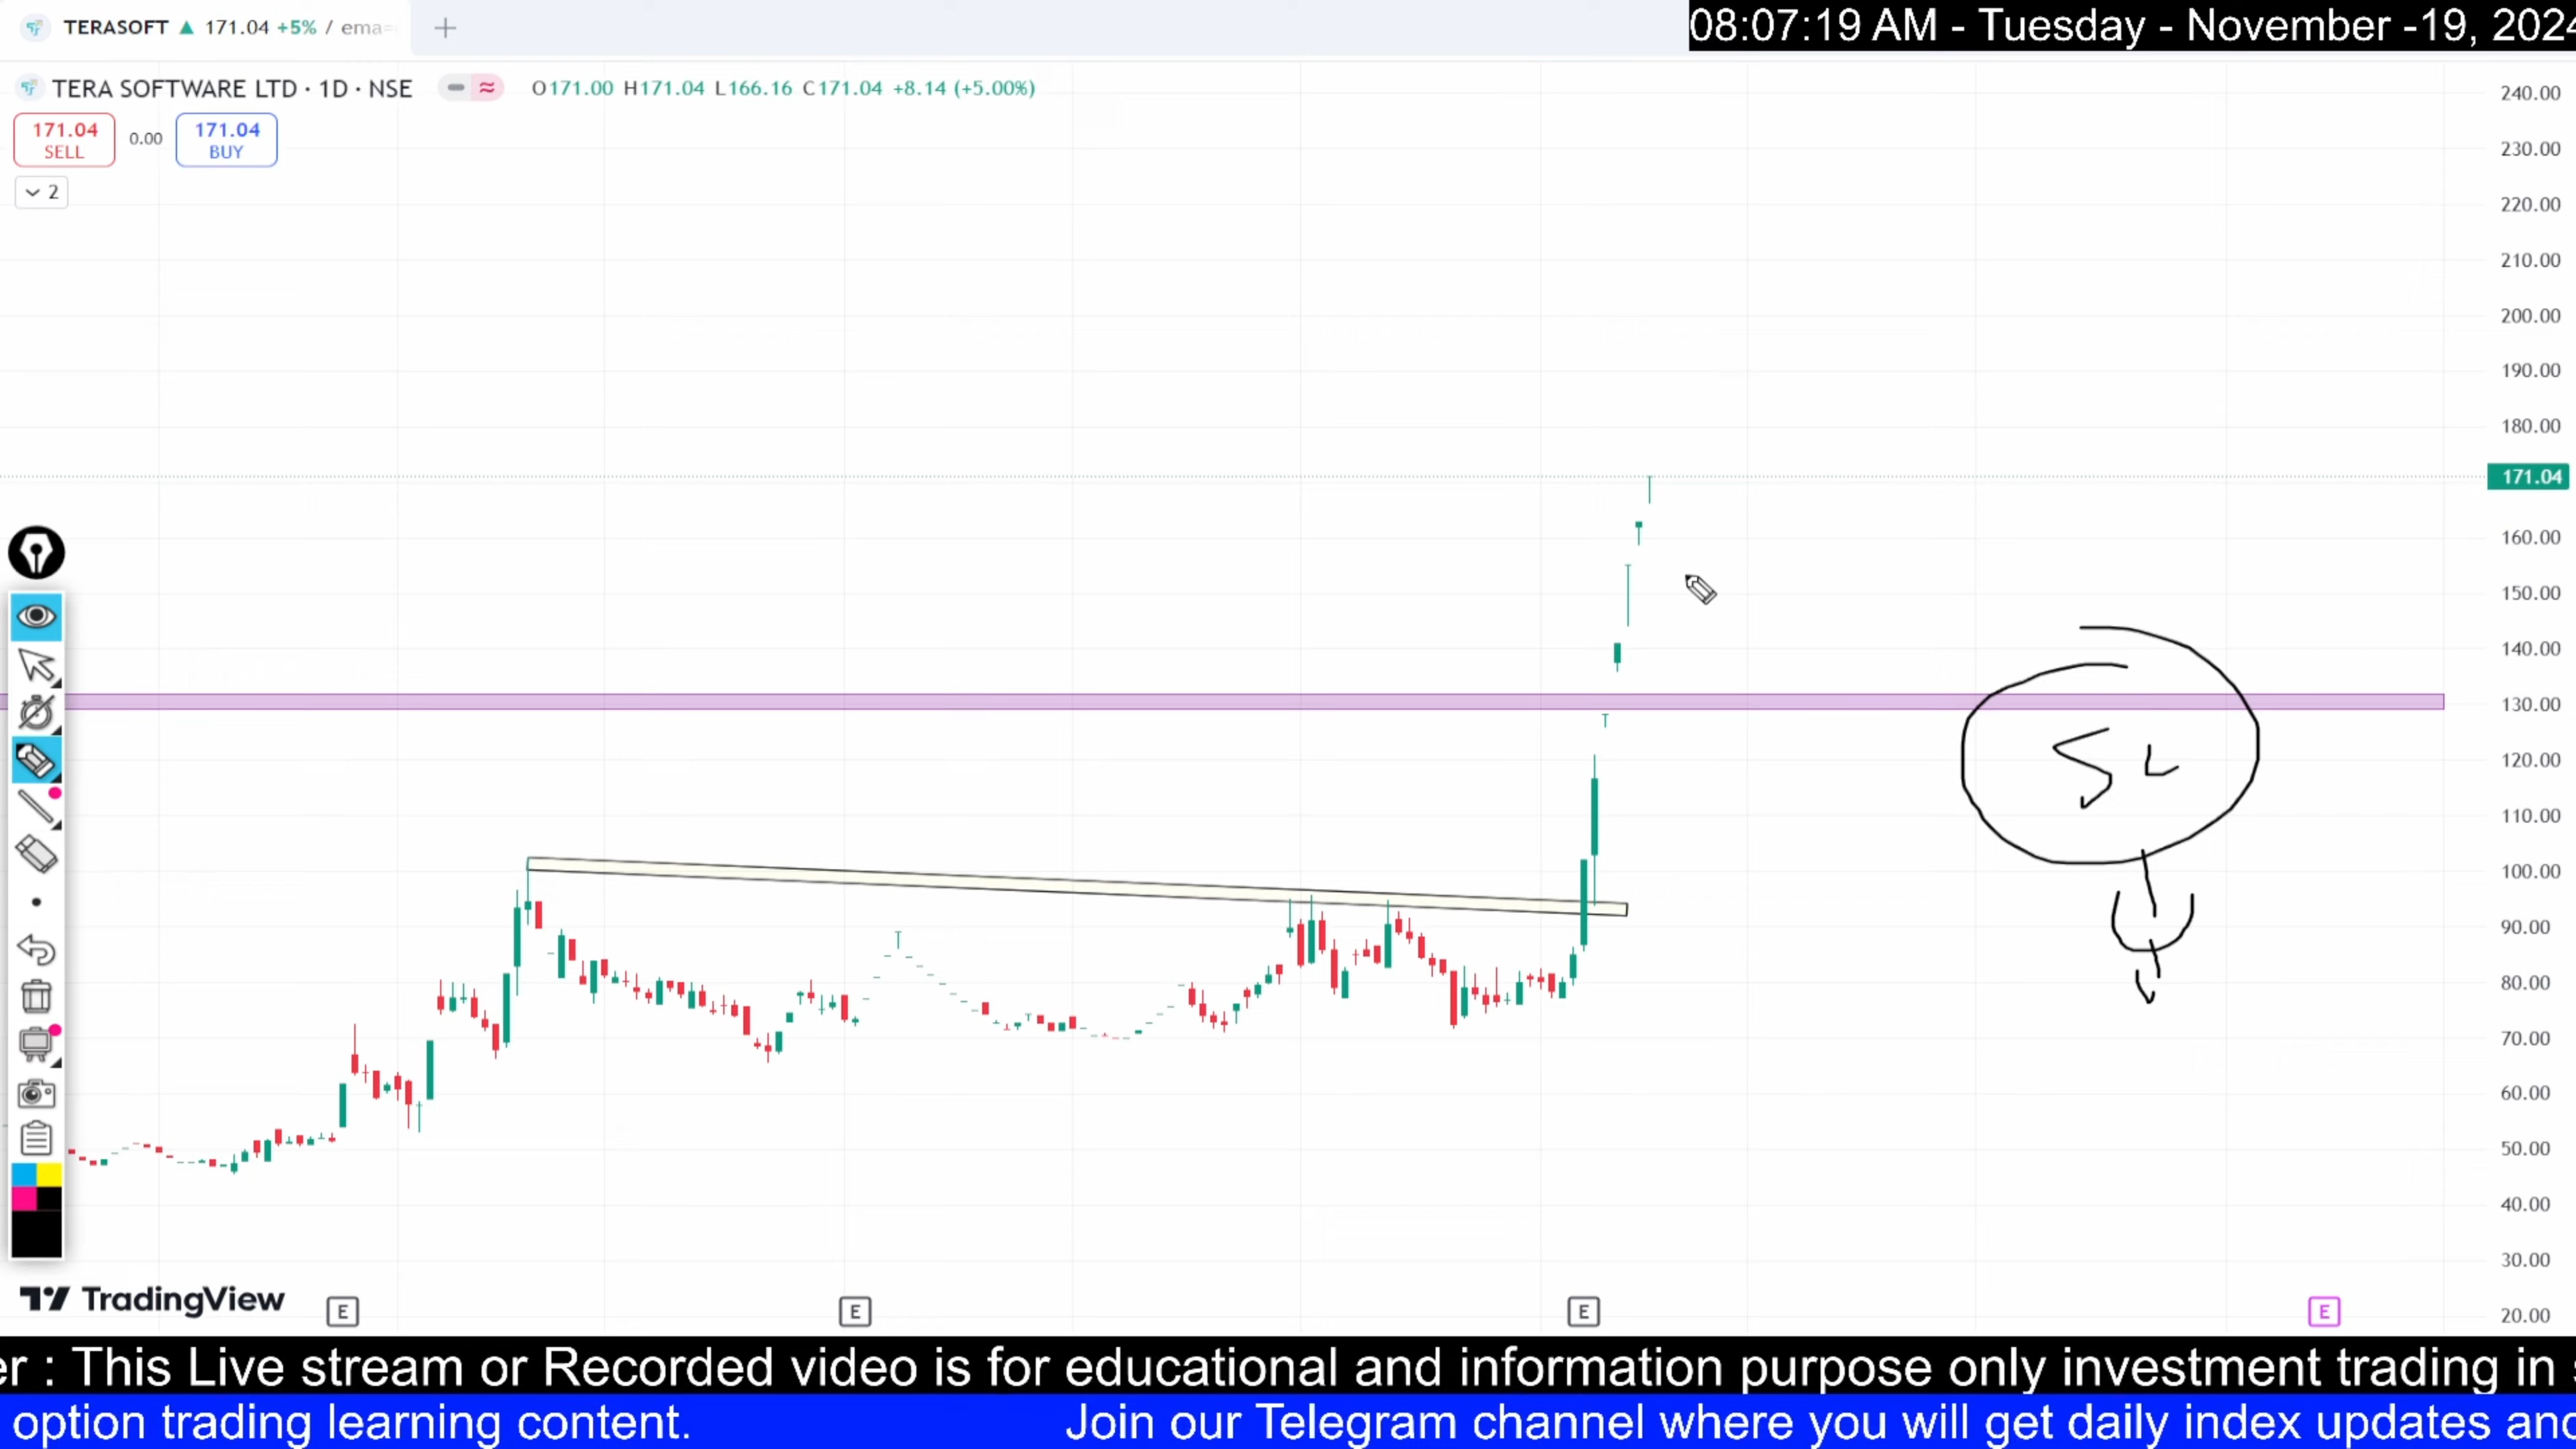 TERASOFT ▲ 171.04 +5% / ema=
08:07:19 AM - Tuesday - November -19, 2024
TERA SOFTWARE LTD · 1D · NSE
O171.00 H171.04 L166.16 C171.04 +8.14 (+5.00%)
171.04
SELL
0.00
171.04
BUY
2
240.00
230.00
220.00
210.00
200.00
190.00
180.00
171.04
160.00
150.00
140.00
130.00
120.00
110.00
100.00
90.00
80.00
70.00
60.00
50.00
40.00
30.00
20.00
SL
TradingView
E
E
E
E
er : This Live stream or Recorded video is for educational and information purpose only investment trading in
option trading learning content. Join our Telegram channel where you will get daily index updates and